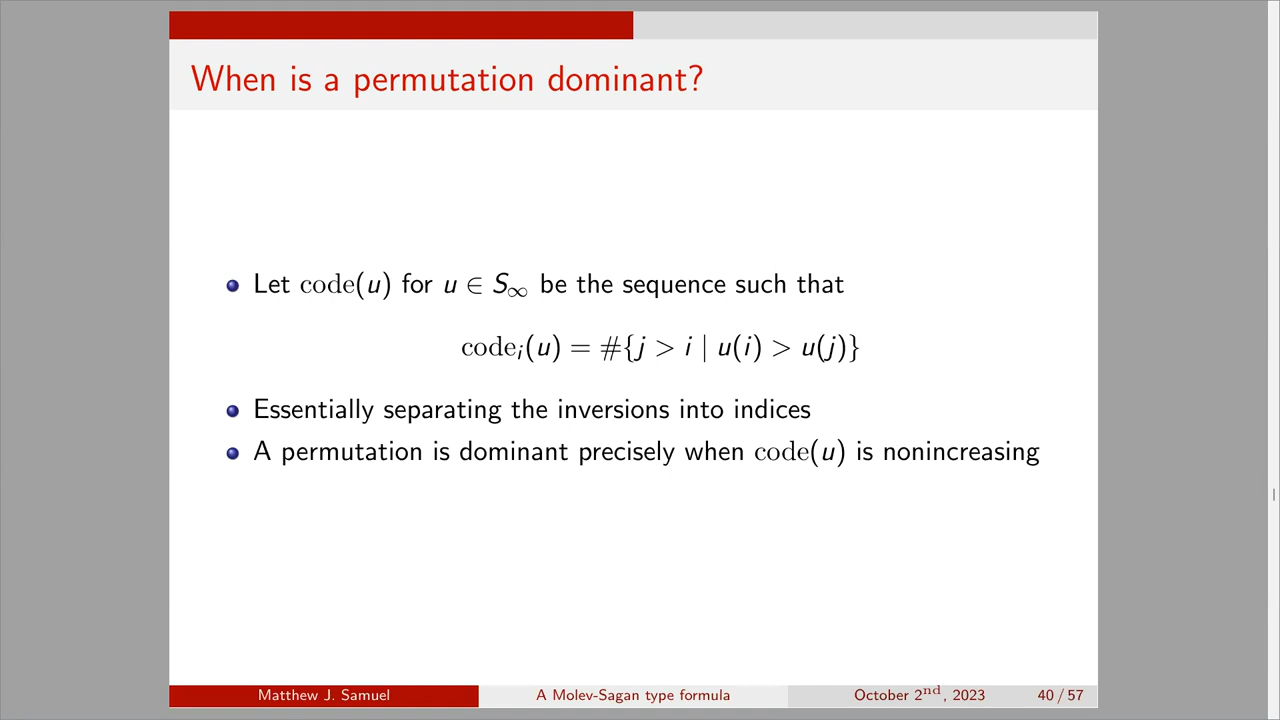 When is a permutation dominant?
Let code(u) for u ∈ S∞ be the sequence such that
codeᵢ(u) = #{j > i | u(i) > u(j)}
Essentially separating the inversions into indices
A permutation is dominant precisely when code(u) is nonincreasing
Matthew J. Samuel A Molev-Sagan type formula October 2nd, 2023 40 / 57